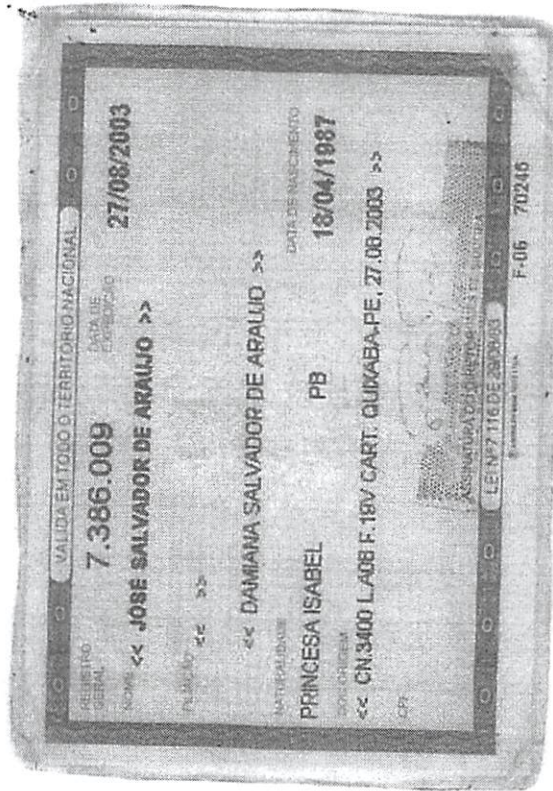 VALIDA EM TODO O TERRITORIO NACIONAL
REGISTRO GERAL 7.386.009 DATA DE EXPEDIÇÃO 27/08/2003
NOME << JOSE SALVADOR DE ARAUJO >>
FILIAÇÃO << >>
<< DAMIANA SALVADOR DE ARAUJO >>
NATURALIDADE DATA DE NASCIMENTO
PRINCESA ISABEL PB 18/04/1987
DOC ORIGEM
<< CN.3400 L.A08 F.19V CART. QUIXABA-PE, 27.08.2003 >>
CPF
ASSINATURA DO DIRETOR
LEI Nº 7.116 DE 29/08/83
F-06 70246